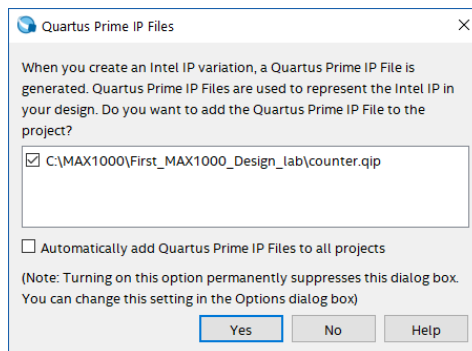 Quartus Prime IP Files
When you create an Intel IP variation, a Quartus Prime IP File is
generated. Quartus Prime IP Files are used to represent the Intel IP in
your design. Do you want to add the Quartus Prime IP File to the
project?
C:\MAX1000\First_MAX1000_Design_lab\counter.qip
Automatically add Quartus Prime IP Files to all projects
(Note: Turning on this option permanently suppresses this dialog box.
You can change this setting in the Options dialog box)
Yes No Help